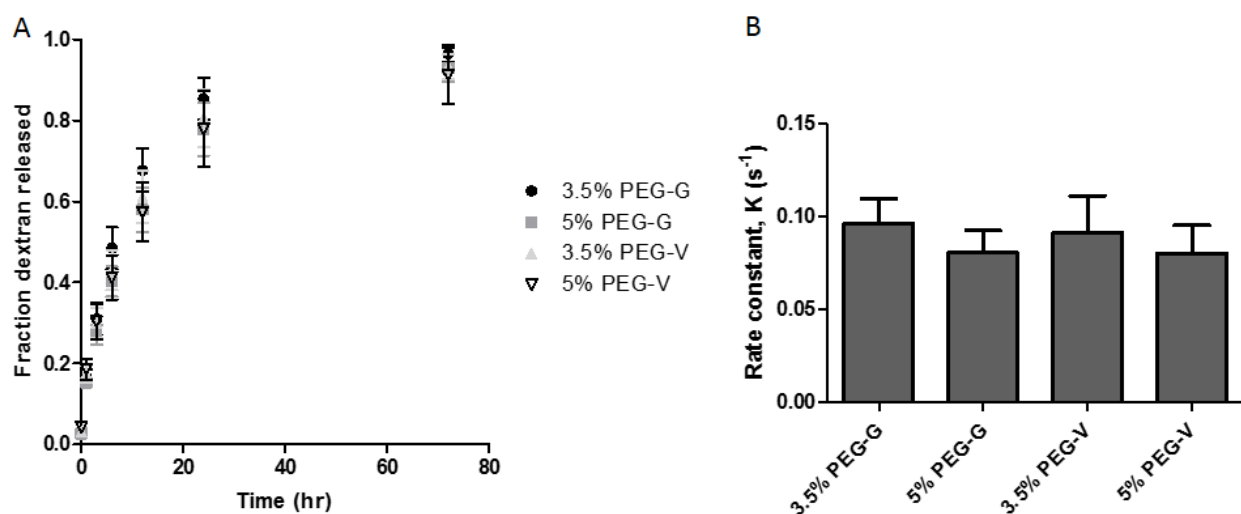 A
Fraction dextran released
1.0
0.8
0.6
0.4
0.2
0.0
0
20
40
60
80
Time (hr)
3.5% PEG-G
5% PEG-G
3.5% PEG-V
5% PEG-V
B
Rate constant, K (s⁻¹)
0.15
0.10
0.05
0.00
3.5% PEG-G
5% PEG-G
3.5% PEG-V
5% PEG-V